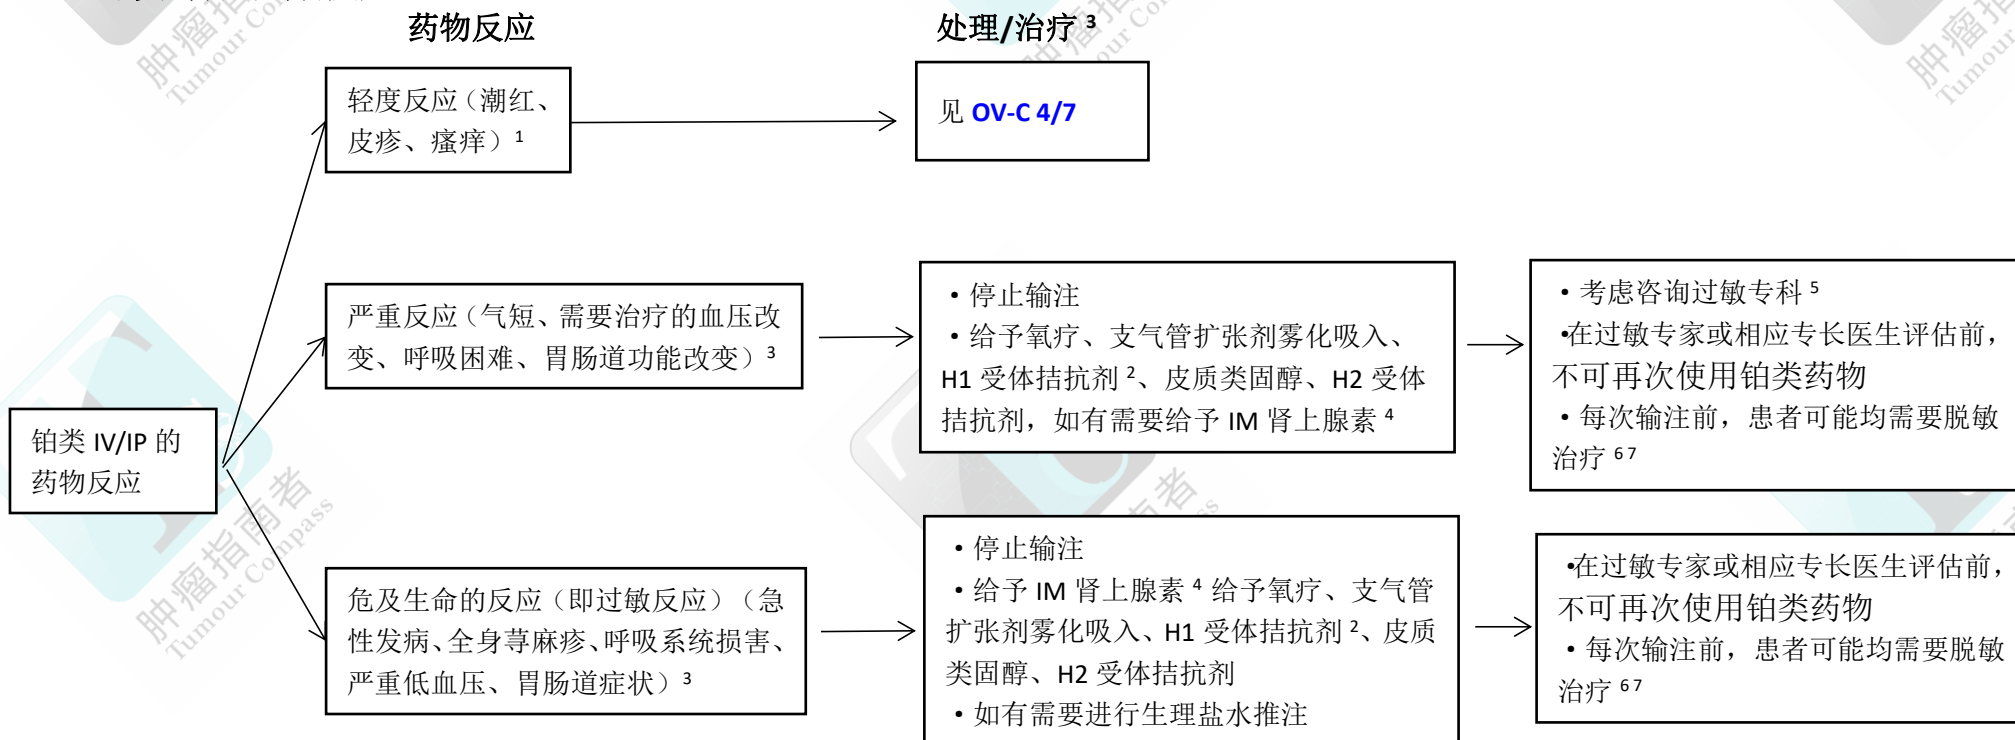 药物反应
处理/治疗 3
轻度反应（潮红、
皮疹、瘙痒）1
见 OV-C 4/7
严重反应（气短、需要治疗的血压改
变、呼吸困难、胃肠道功能改变）3
•停止输注
•给予氧疗、支气管扩张剂雾化吸入、
H1 受体拮抗剂 2、皮质类固醇、H2 受体
拮抗剂，如有需要给予 IM 肾上腺素 4
•考虑咨询过敏专科 5
•在过敏专家或相应专长医生评估前，
不可再次使用铂类药物
•每次输注前，患者可能均需要脱敏
治疗 6 7
铂类 IV/IP 的
药物反应
危及生命的反应（即过敏反应）（急
性发病、全身荨麻疹、呼吸系统损害、
严重低血压、胃肠道症状）3
•停止输注
•给予 IM 肾上腺素 4 给予氧疗、支气管
扩张剂雾化吸入、H1 受体拮抗剂 2、皮质
类固醇、H2 受体拮抗剂
•如有需要进行生理盐水推注
•在过敏专家或相应专长医生评估前，
不可再次使用铂类药物
•每次输注前，患者可能均需要脱敏
治疗 6 7
肿瘤指南者
Tumour Compass